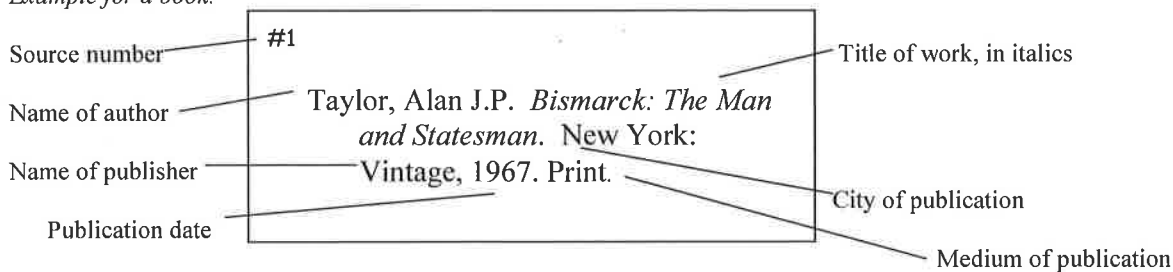 Example for a book:
Source number
#1
Title of work, in italics
Name of author
Taylor, Alan J.P. Bismarck: The Man
and Statesman. New York:
Name of publisher
Vintage, 1967. Print.
City of publication
Publication date
Medium of publication